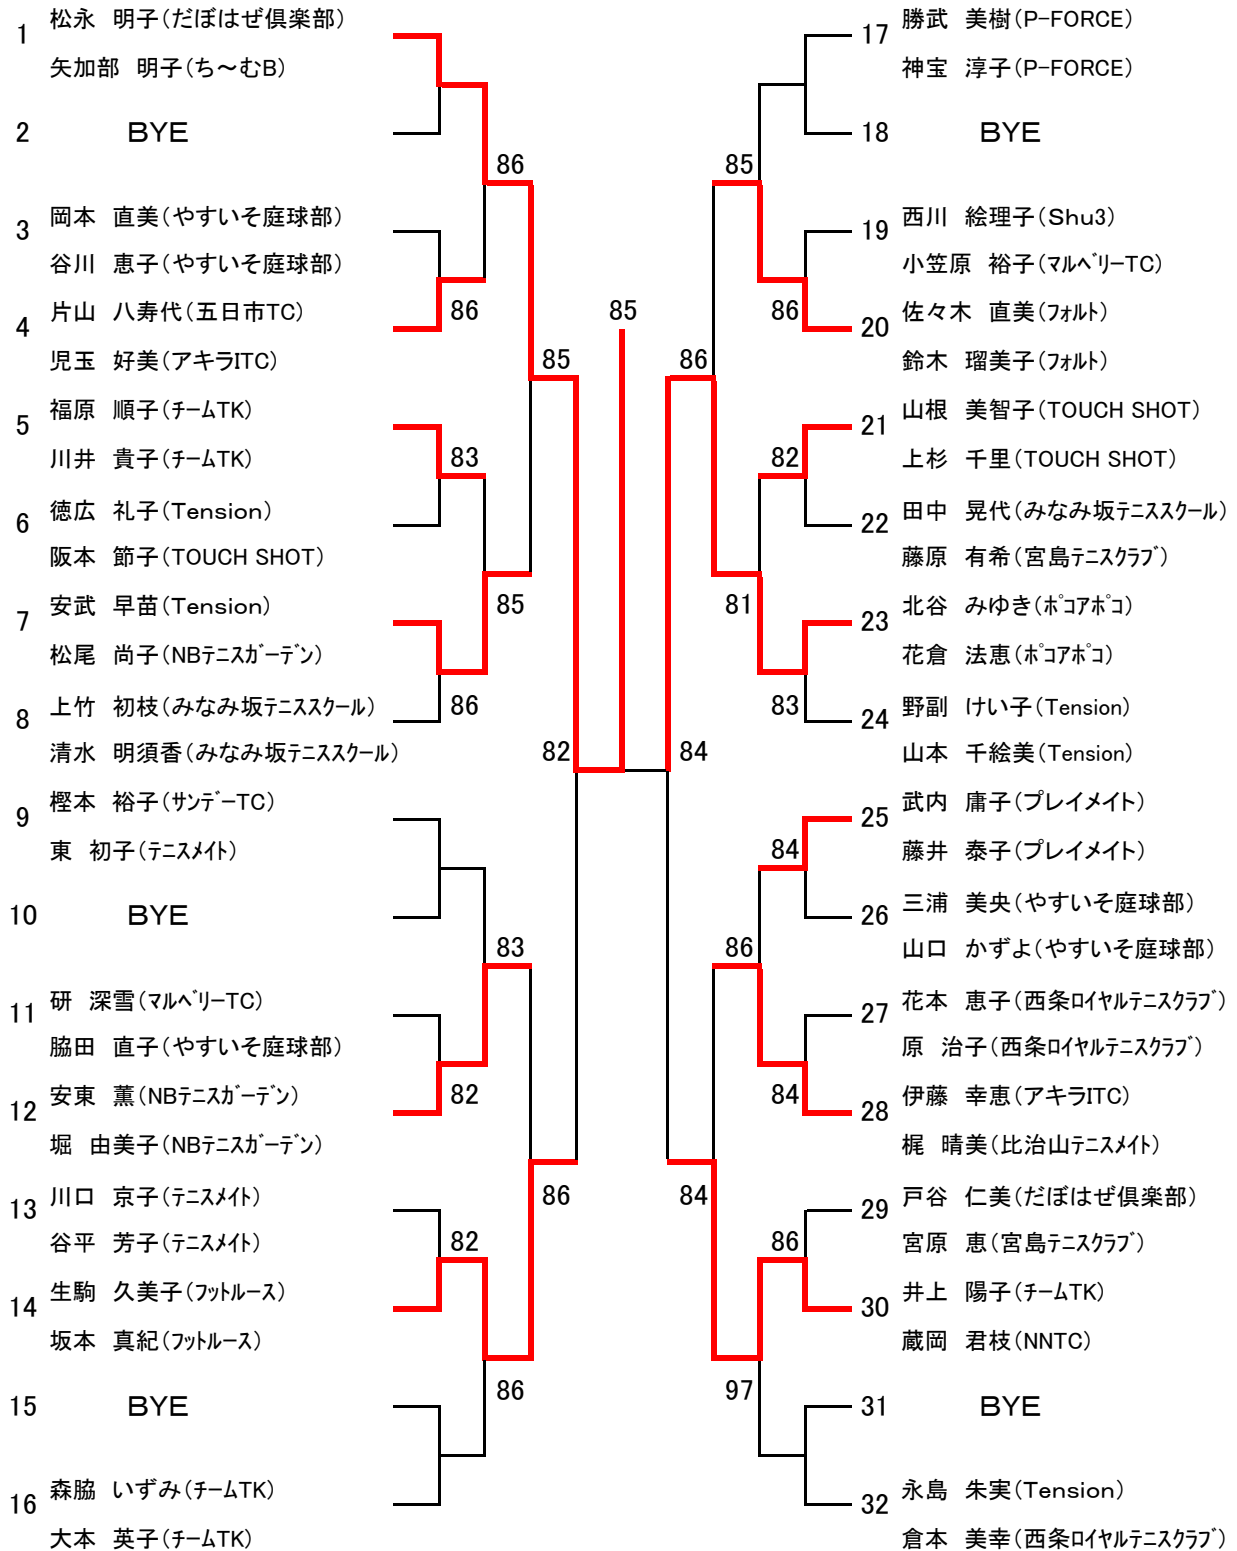 1 松永　明子(だぼはぜ倶楽部)
矢加部　明子(ち～むB)
2 BYE
86
3 岡本　直美(やすいそ庭球部)
谷川　恵子(やすいそ庭球部)
4 片山　八寿代(五日市TC)
86
児玉　好美(アキラITC)
85
5 福原　順子(ﾁｰﾑTK)
川井　貴子(ﾁｰﾑTK)
83
6 徳広　礼子(Tension)
阪本　節子(TOUCH SHOT)
7 安武　早苗(Tension)
85
松尾　尚子(NBﾃﾆｽｶﾞｰﾃﾞﾝ)
8 上竹　初枝(みなみ坂ﾃﾆｽｽｸｰﾙ)
86
清水　明須香(みなみ坂ﾃﾆｽｽｸｰﾙ)
82
9 樫本　裕子(ｻﾝﾃﾞｰTC)
東　初子(ﾃﾆｽﾒｲﾄ)
10 BYE
83
11 研　深雪(ﾏﾙﾍﾞﾘｰTC)
脇田　直子(やすいそ庭球部)
12 安東　薫(NBﾃﾆｽｶﾞｰﾃﾞﾝ)
82
堀　由美子(NBﾃﾆｽｶﾞｰﾃﾞﾝ)
13 川口　京子(ﾃﾆｽﾒｲﾄ)
86
谷平　芳子(ﾃﾆｽﾒｲﾄ)
82
14 生駒　久美子(ﾌｯﾄﾙｰｽ)
坂本　真紀(ﾌｯﾄﾙｰｽ)
86
15 BYE
16 森脇　いずみ(ﾁｰﾑTK)
大本　英子(ﾁｰﾑTK)
85
17 勝武　美樹(P-FORCE)
神宝　淳子(P-FORCE)
18 BYE
85
19 西川　絵理子(Shu3)
小笠原　裕子(ﾏﾙﾍﾞﾘｰTC)
86
20 佐々木　直美(ﾌｫﾙﾄ)
鈴木　瑠美子(ﾌｫﾙﾄ)
86
21 山根　美智子(TOUCH SHOT)
上杉　千里(TOUCH SHOT)
82
22 田中　晃代(みなみ坂ﾃﾆｽｽｸｰﾙ)
藤原　有希(宮島ﾃﾆｽｸﾗﾌﾞ)
81
23 北谷　みゆき(ﾎﾟｺｱﾎﾟｺ)
花倉　法恵(ﾎﾟｺｱﾎﾟｺ)
83
24 野副　けい子(Tension)
山本　千絵美(Tension)
84
25 武内　庸子(プレイメイト)
藤井　泰子(プレイメイト)
84
26 三浦　美央(やすいそ庭球部)
山口　かずよ(やすいそ庭球部)
86
27 花本　恵子(西条ﾛｲﾔﾙﾃﾆｽｸﾗﾌﾞ)
原　治子(西条ﾛｲﾔﾙﾃﾆｽｸﾗﾌﾞ)
84
28 伊藤　幸恵(アキラITC)
梶　晴美(比治山ﾃﾆｽﾒｲﾄ)
84
29 戸谷　仁美(だぼはぜ倶楽部)
宮原　恵(宮島ﾃﾆｽｸﾗﾌﾞ)
86
30 井上　陽子(ﾁｰﾑTK)
蔵岡　君枝(NNTC)
97
31 BYE
32 永島　朱実(Tension)
倉本　美幸(西条ﾛｲﾔﾙﾃﾆｽｸﾗﾌﾞ)